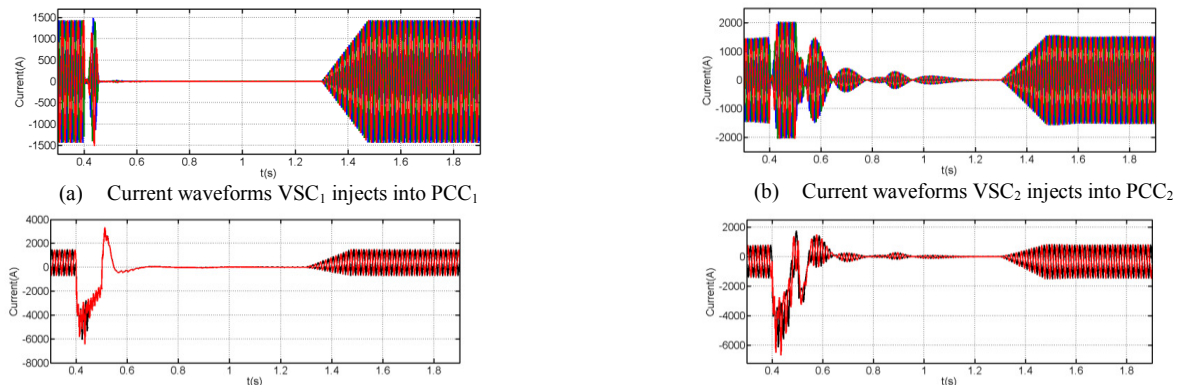 1500
1000
500
0
-500
-1000
-1500
Current(A)
0.4 0.6 0.8 1 1.2 1.4 1.6 1.8
t(s)
(a) Current waveforms VSC1 injects into PCC1
2000
1000
0
-1000
-2000
Current(A)
0.4 0.6 0.8 1 1.2 1.4 1.6 1.8
t(s)
(b) Current waveforms VSC2 injects into PCC2
4000
2000
0
-2000
-4000
-6000
-8000
Current(A)
0.4 0.6 0.8 1 1.2 1.4 1.6 1.8
t(s)
2000
0
-2000
-4000
-6000
Current(A)
0.4 0.6 0.8 1 1.2 1.4 1.6 1.8
t(s)